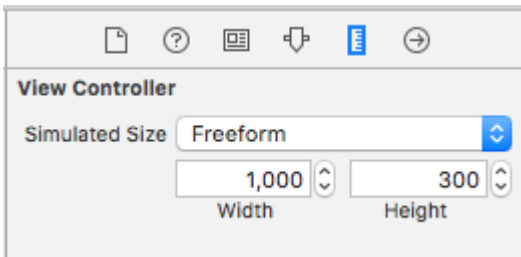 View Controller
Simulated Size Freeform
1,000 300
Width Height